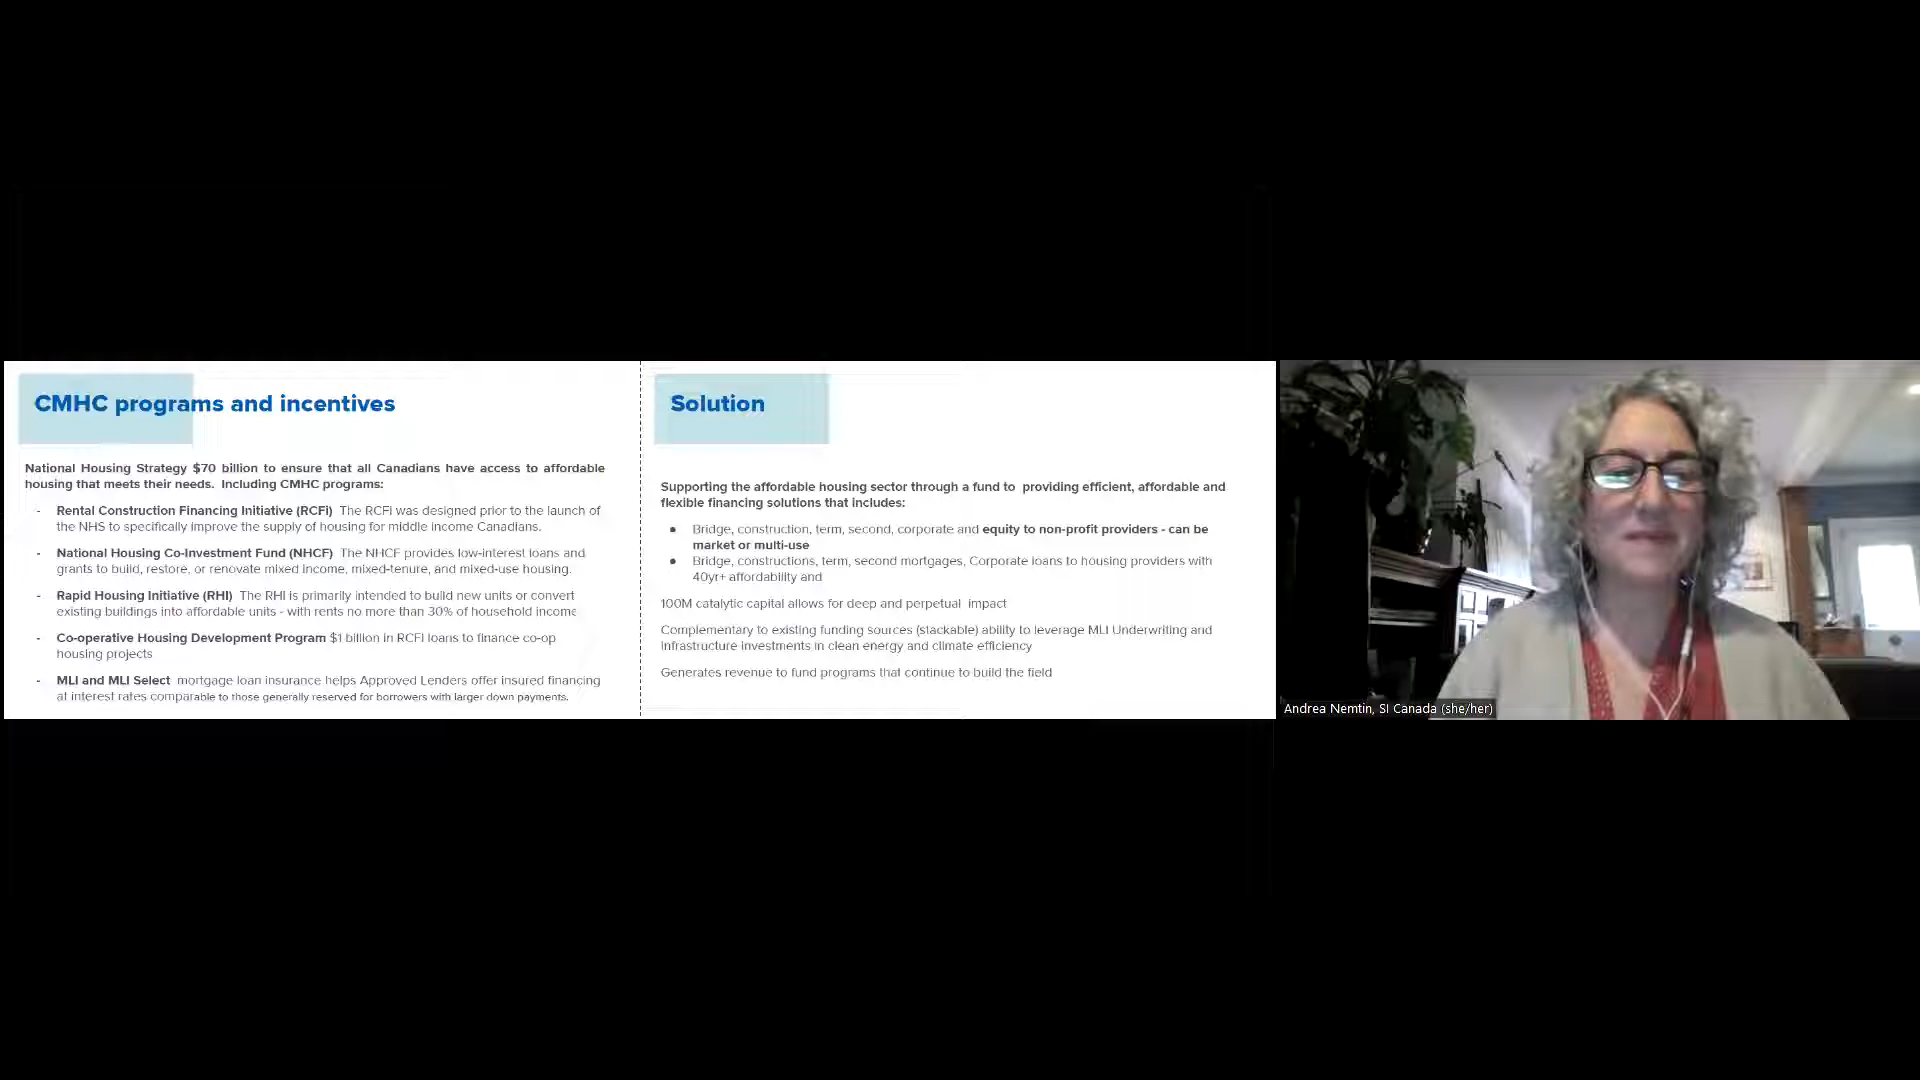 CMHC programs and incentives
National Housing Strategy $70 billion to ensure that all Canadians have access to affordable
housing that meets their needs. Including CMHC programs:
- Rental Construction Financing Initiative (RCFi) The RCFI was designed prior to the launch of
the NHS to specifically improve the supply of housing for middle income Canadians.
- National Housing Co-Investment Fund (NHCF) The NHCF provides low-interest loans and
grants to build, restore, or renovate mixed income, mixed-tenure, and mixed-use housing.
- Rapid Housing Initiative (RHI) The RHI is primarily intended to build new units or convert
existing buildings into affordable units - with rents no more than 30% of household income
- Co-operative Housing Development Program $1 billion in RCFI loans to finance co-op
housing projects
- MLI and MLI Select mortgage loan insurance helps Approved Lenders offer insured financing
at interest rates comparable to those generally reserved for borrowers with larger down payments.
Solution
Supporting the affordable housing sector through a fund to providing efficient, affordable and
flexible financing solutions that includes:
● Bridge, construction, term, second, corporate and equity to non-profit providers - can be
market or multi-use
● Bridge, constructions, term, second mortgages, Corporate loans to housing providers with
40yr+ affordability and
100M catalytic capital allows for deep and perpetual impact
Complementary to existing funding sources (stackable) ability to leverage MLI Underwriting and
Infrastructure investments in clean energy and climate efficiency
Generates revenue to fund programs that continue to build the field
Andrea Nemtin, SI Canada (she/her)